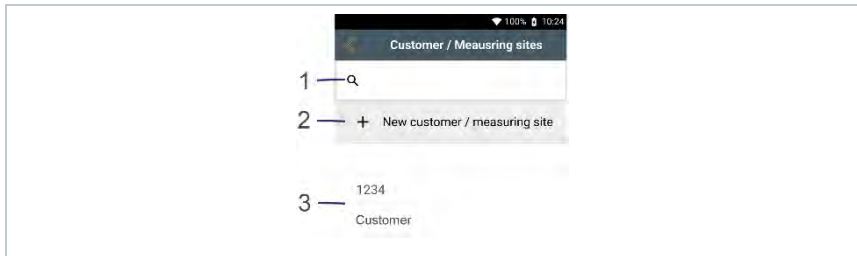 100% 10:24
Customer / Meausring sites
1
2
+ New customer / measuring site
3
1234
Customer